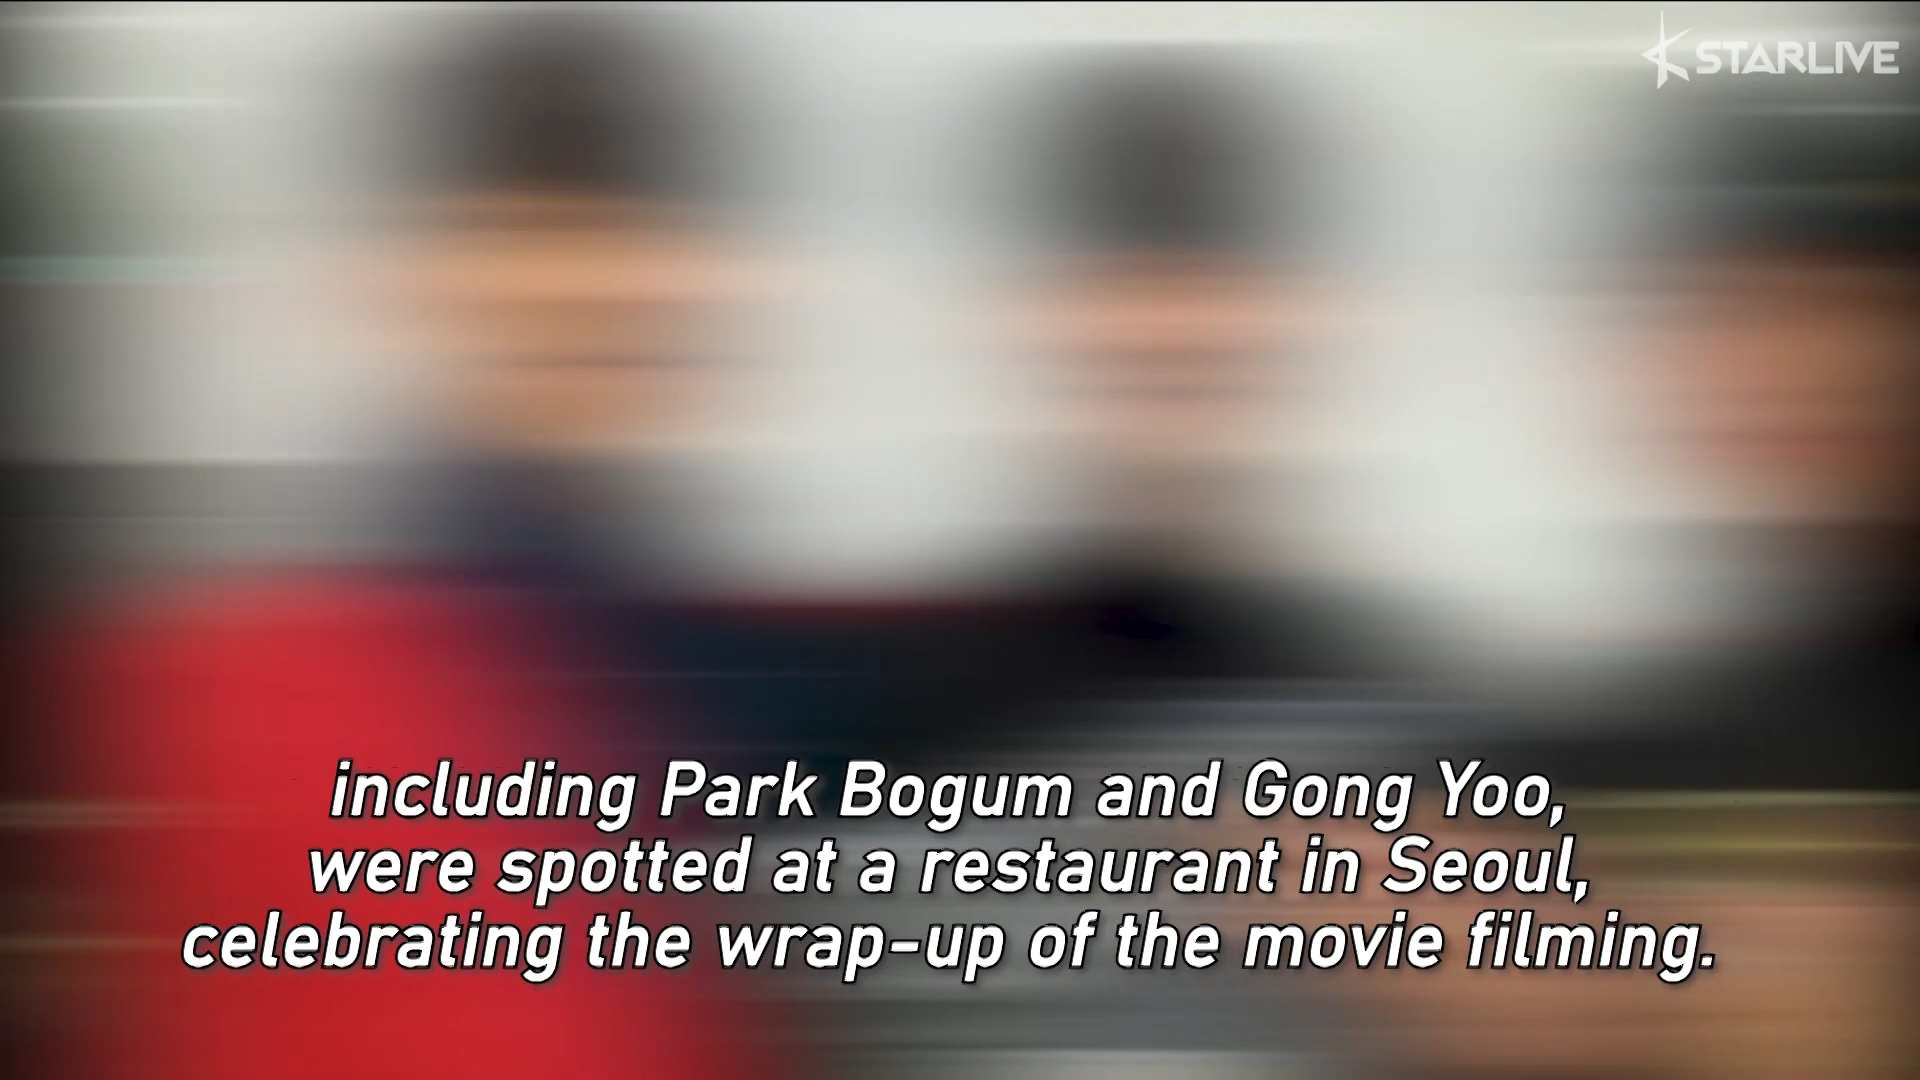 STARLIVE
including Park Bogum and Gong Yoo,
were spotted at a restaurant in Seoul,
celebrating the wrap-up of the movie filming.